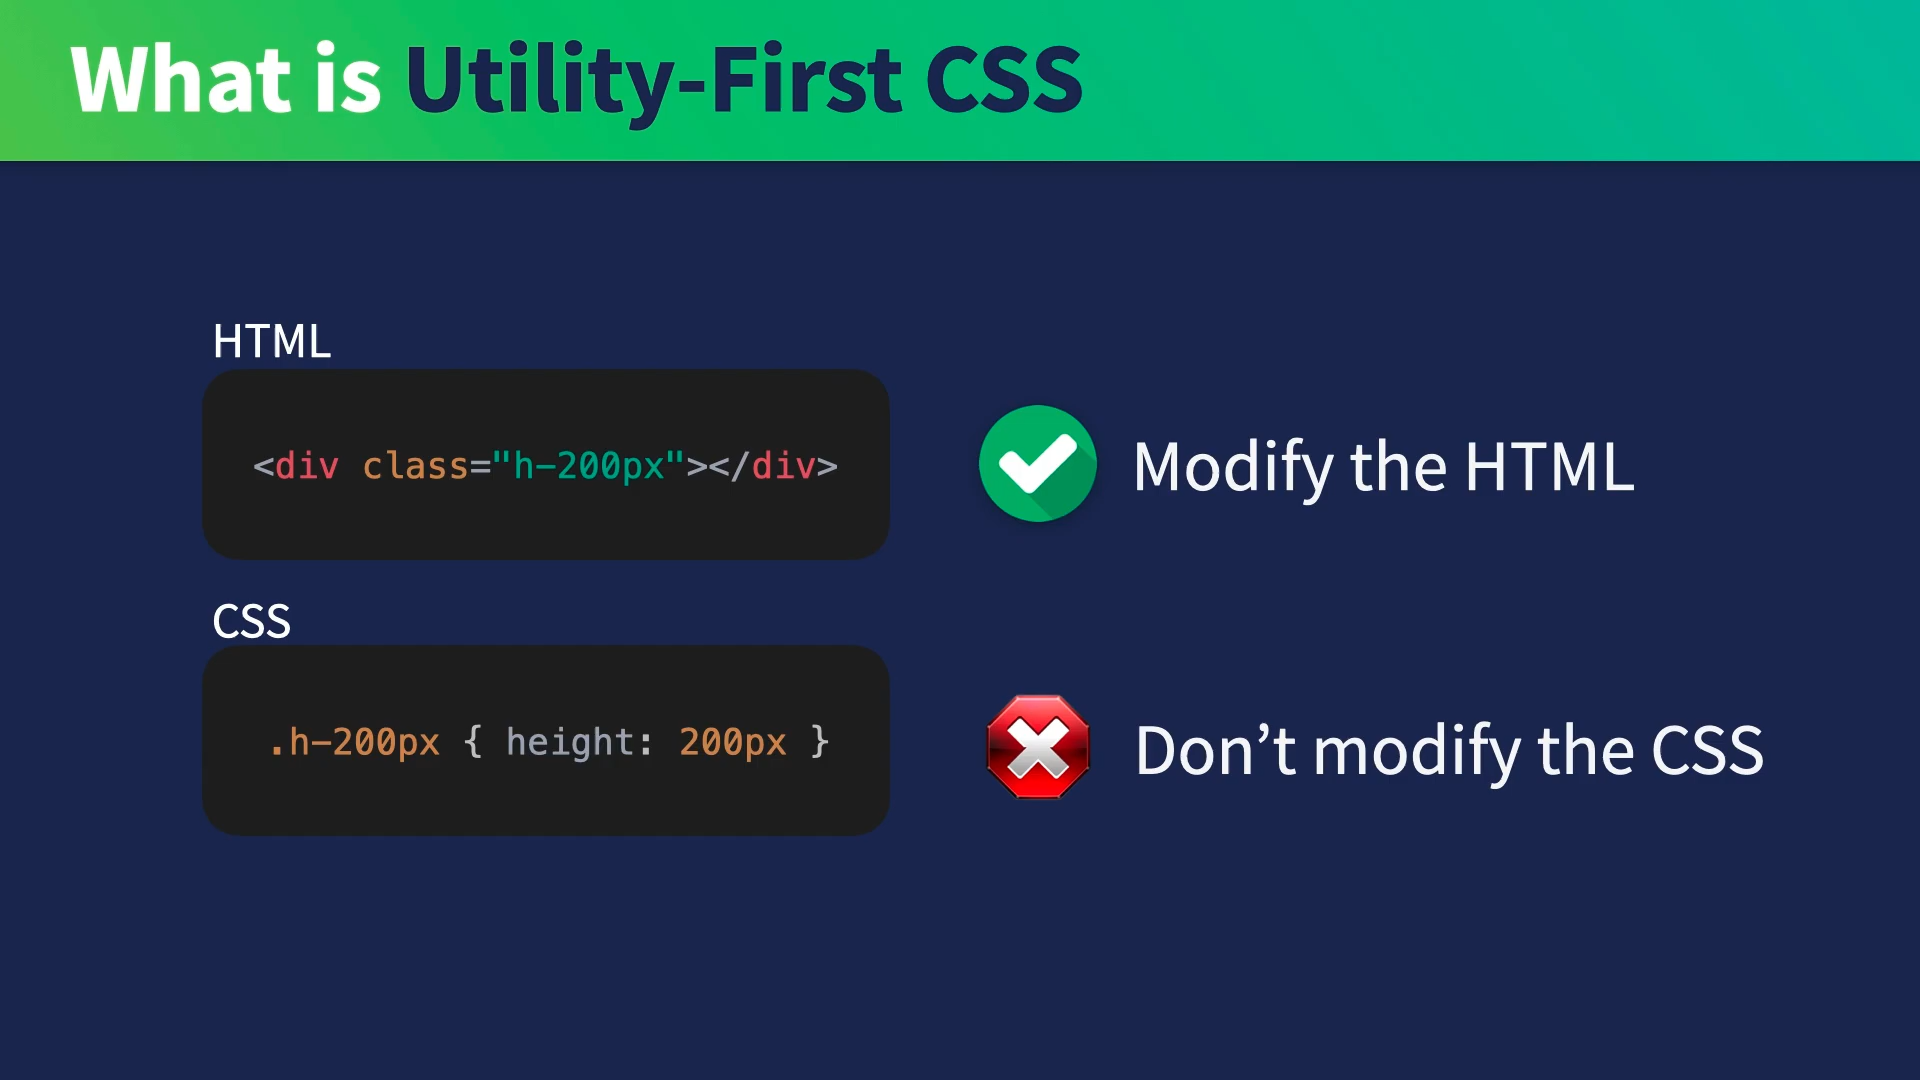 What is Utility-First CSS
HTML
<div class="h-200px"></div>
Modify the HTML
CSS
.h-200px { height: 200px }
Don’t modify the CSS